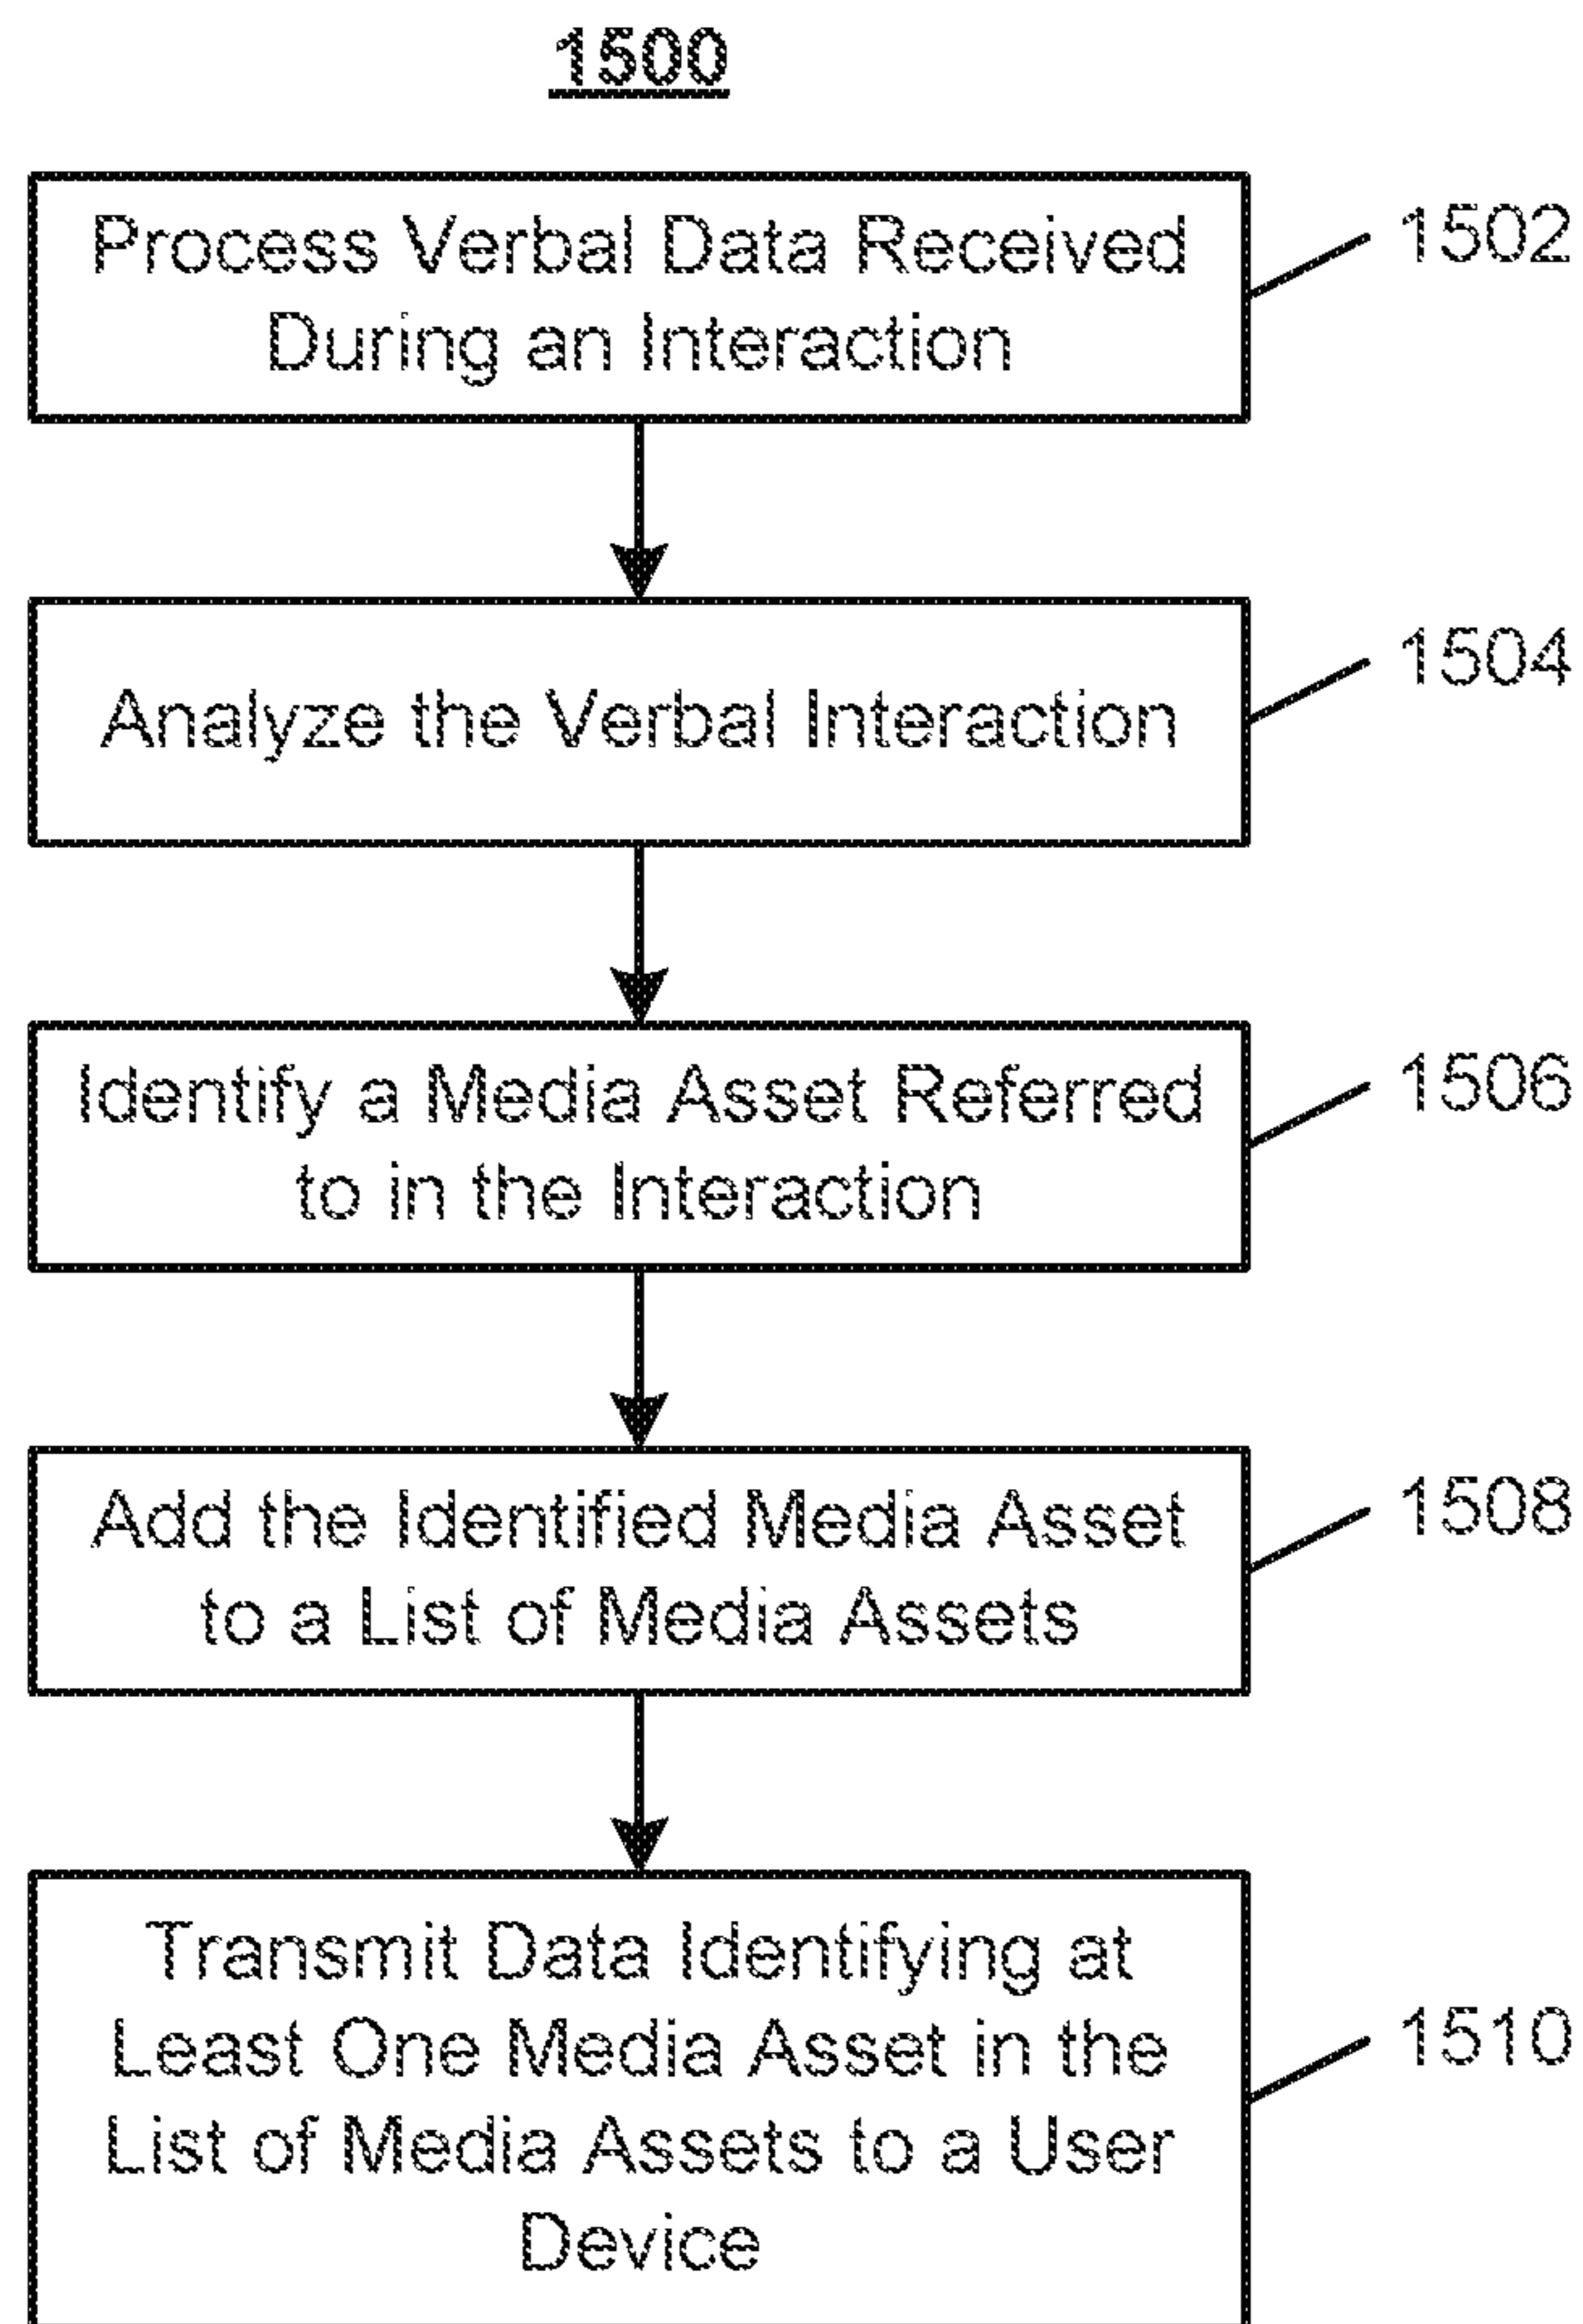 1500
Process Verbal Data Received
During an Interaction
1502
Analyze the Verbal Interaction
1504
Identify a Media Asset Referred
to in the Interaction
1506
Add the Identified Media Asset
to a List of Media Assets
1508
Transmit Data Identifying at
Least One Media Asset in the
List of Media Assets to a User
Device
1510